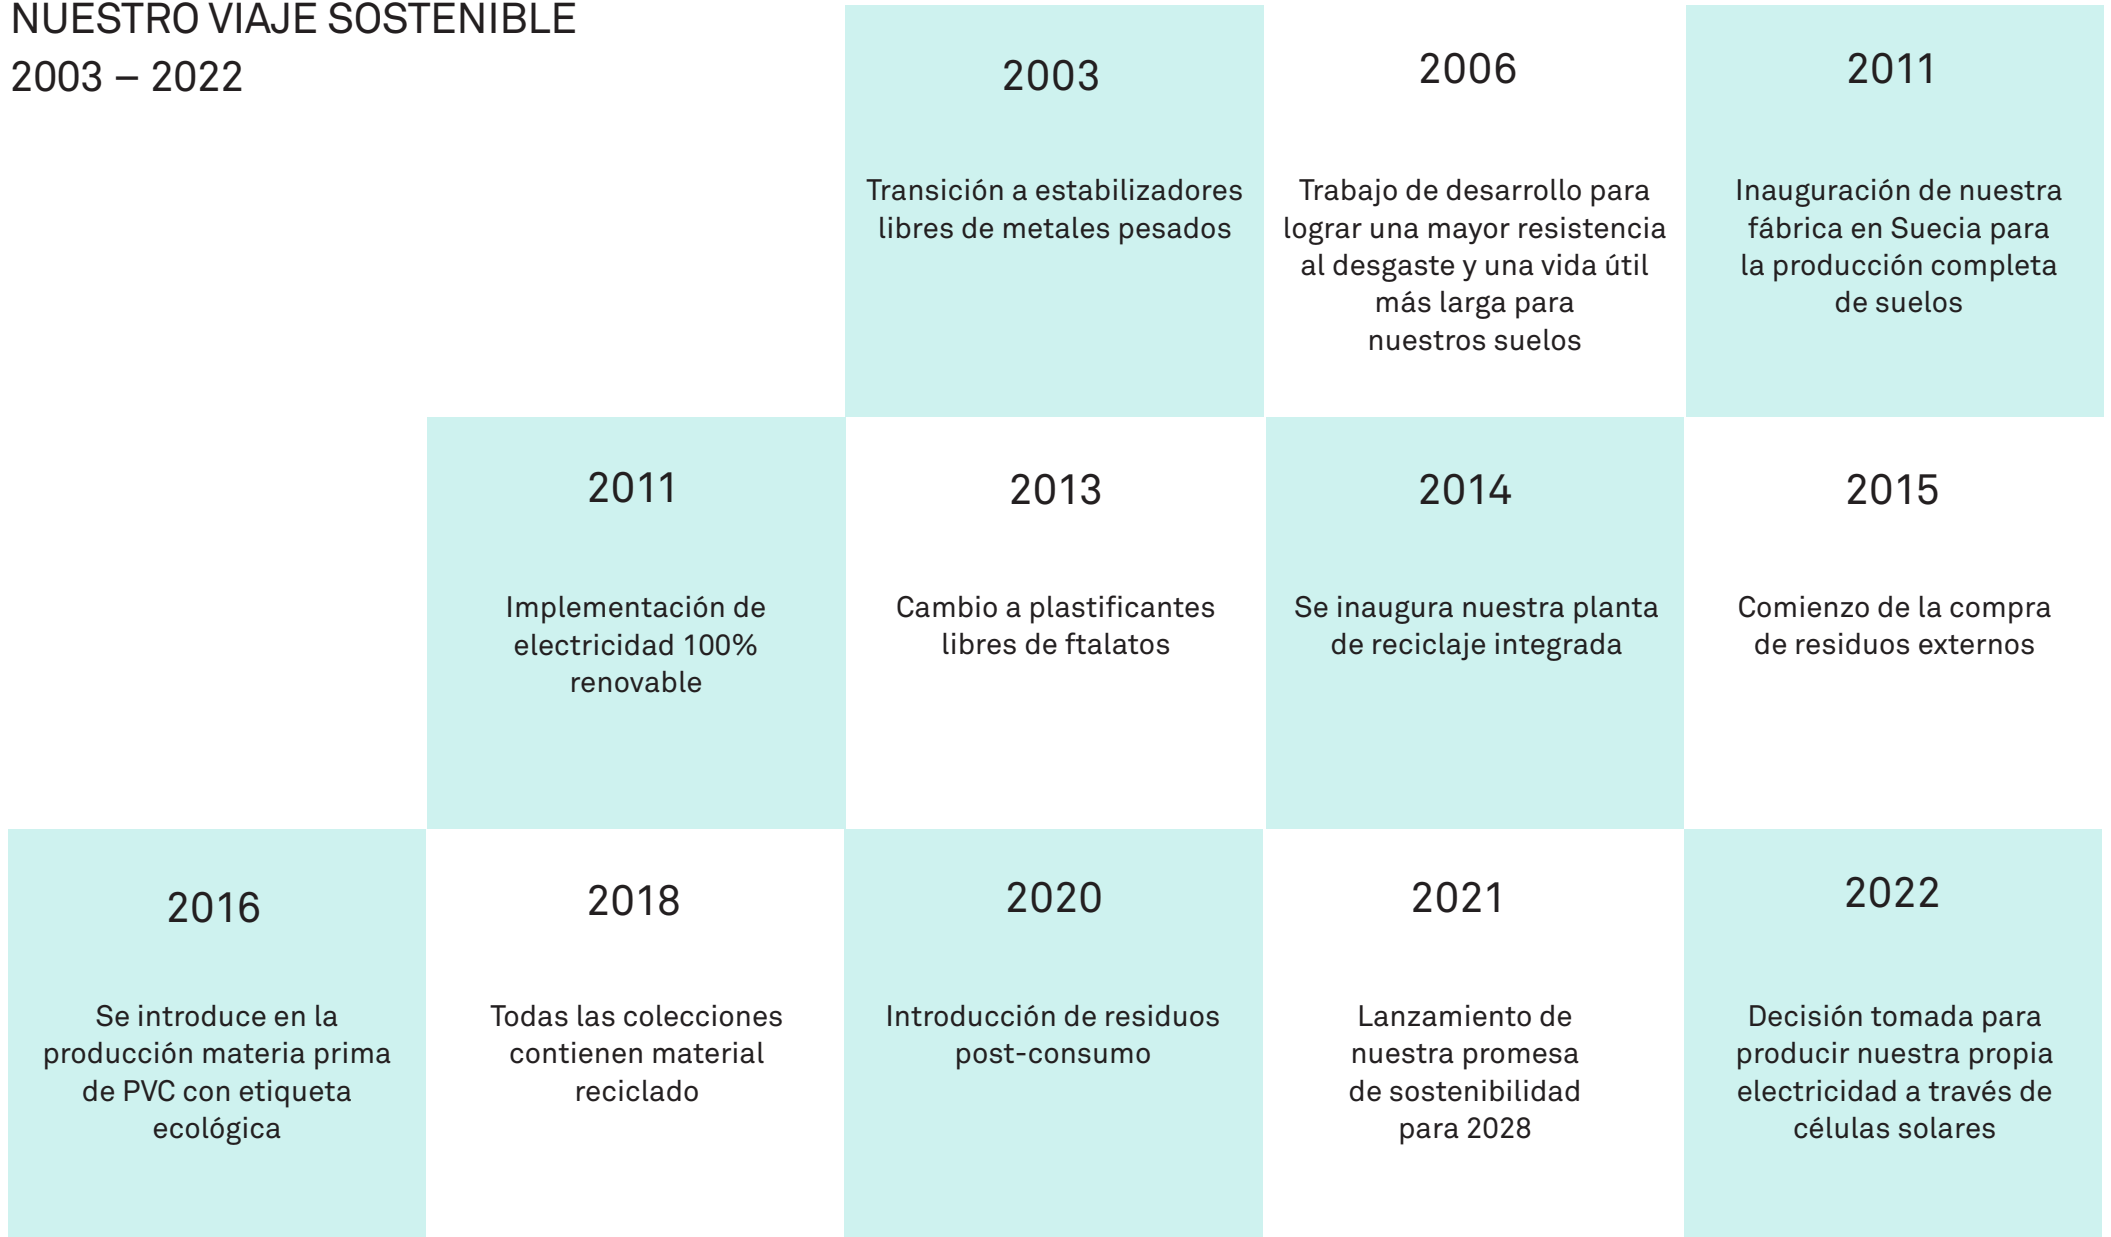 NUESTRO VIAJE SOSTENIBLE
2003 – 2022
2003
Transición a estabilizadores
libres de metales pesados
2006
Trabajo de desarrollo para
lograr una mayor resistencia
al desgaste y una vida útil
más larga para
nuestros suelos
2011
Inauguración de nuestra
fábrica en Suecia para
la producción completa
de suelos
2011
Implementación de
electricidad 100%
renovable
2013
Cambio a plastificantes
libres de ftalatos
2014
Se inaugura nuestra planta
de reciclaje integrada
2015
Comienzo de la compra
de residuos externos
2016
Se introduce en la
producción materia prima
de PVC con etiqueta
ecológica
2018
Todas las colecciones
contienen material
reciclado
2020
Introducción de residuos
post-consumo
2021
Lanzamiento de
nuestra promesa
de sostenibilidad
para 2028
2022
Decisión tomada para
producir nuestra propia
electricidad a través de
células solares